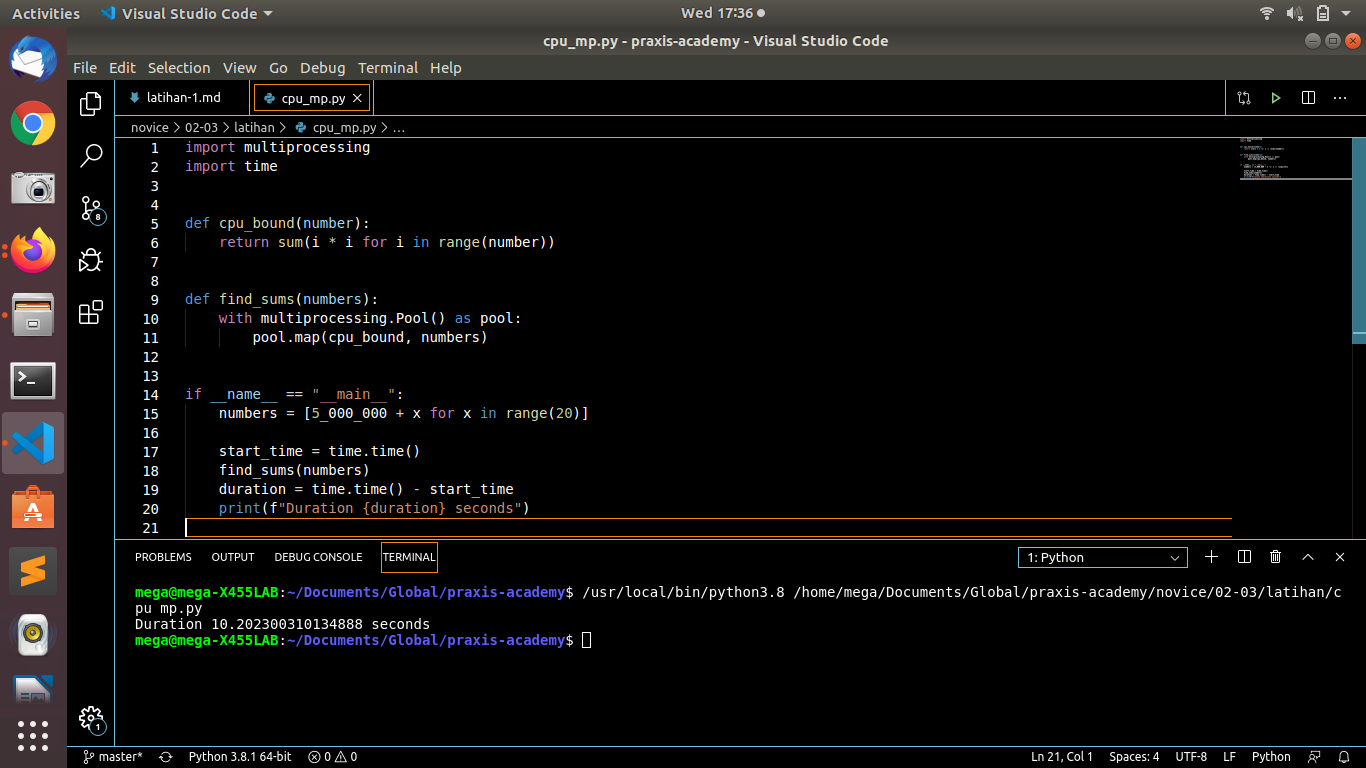 Activities Visual Studio Code Wed 17:36
cpu_mp.py - praxis-academy - Visual Studio Code
File Edit Selection View Go Debug Terminal Help
latihan-1.md cpu_mp.py
novice 02-03 latihan cpu_mp.py ...
1 import multiprocessing
2 import time
3
4
5 def cpu_bound(number):
6 return sum(i * i for i in range(number))
7
8
9 def find_sums(numbers):
10 with multiprocessing.Pool() as pool:
11 pool.map(cpu_bound, numbers)
12
13
14 if __name__ == "__main__":
15 numbers = [5_000_000 + x for x in range(20)]
16
17 start_time = time.time()
18 find_sums(numbers)
19 duration = time.time() - start_time
20 print(f"Duration {duration} seconds")
21
8
PROBLEMS OUTPUT DEBUG CONSOLE TERMINAL 1: Python
mega@mega-X455LAB:~/Documents/Global/praxis-academy$ /usr/local/bin/python3.8 /home/mega/Documents/Global/praxis-academy/novice/02-03/latihan/c
pu mp.py
Duration 10.202300310134888 seconds
mega@mega-X455LAB:~/Documents/Global/praxis-academy$
1
master* Python 3.8.1 64-bit 0 0 Ln 21, Col 1 Spaces: 4 UTF-8 LF Python